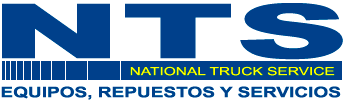 NTS
NATIONAL TRUCK SERVICE
EQUIPOS, REPUESTOS Y SERVICIOS